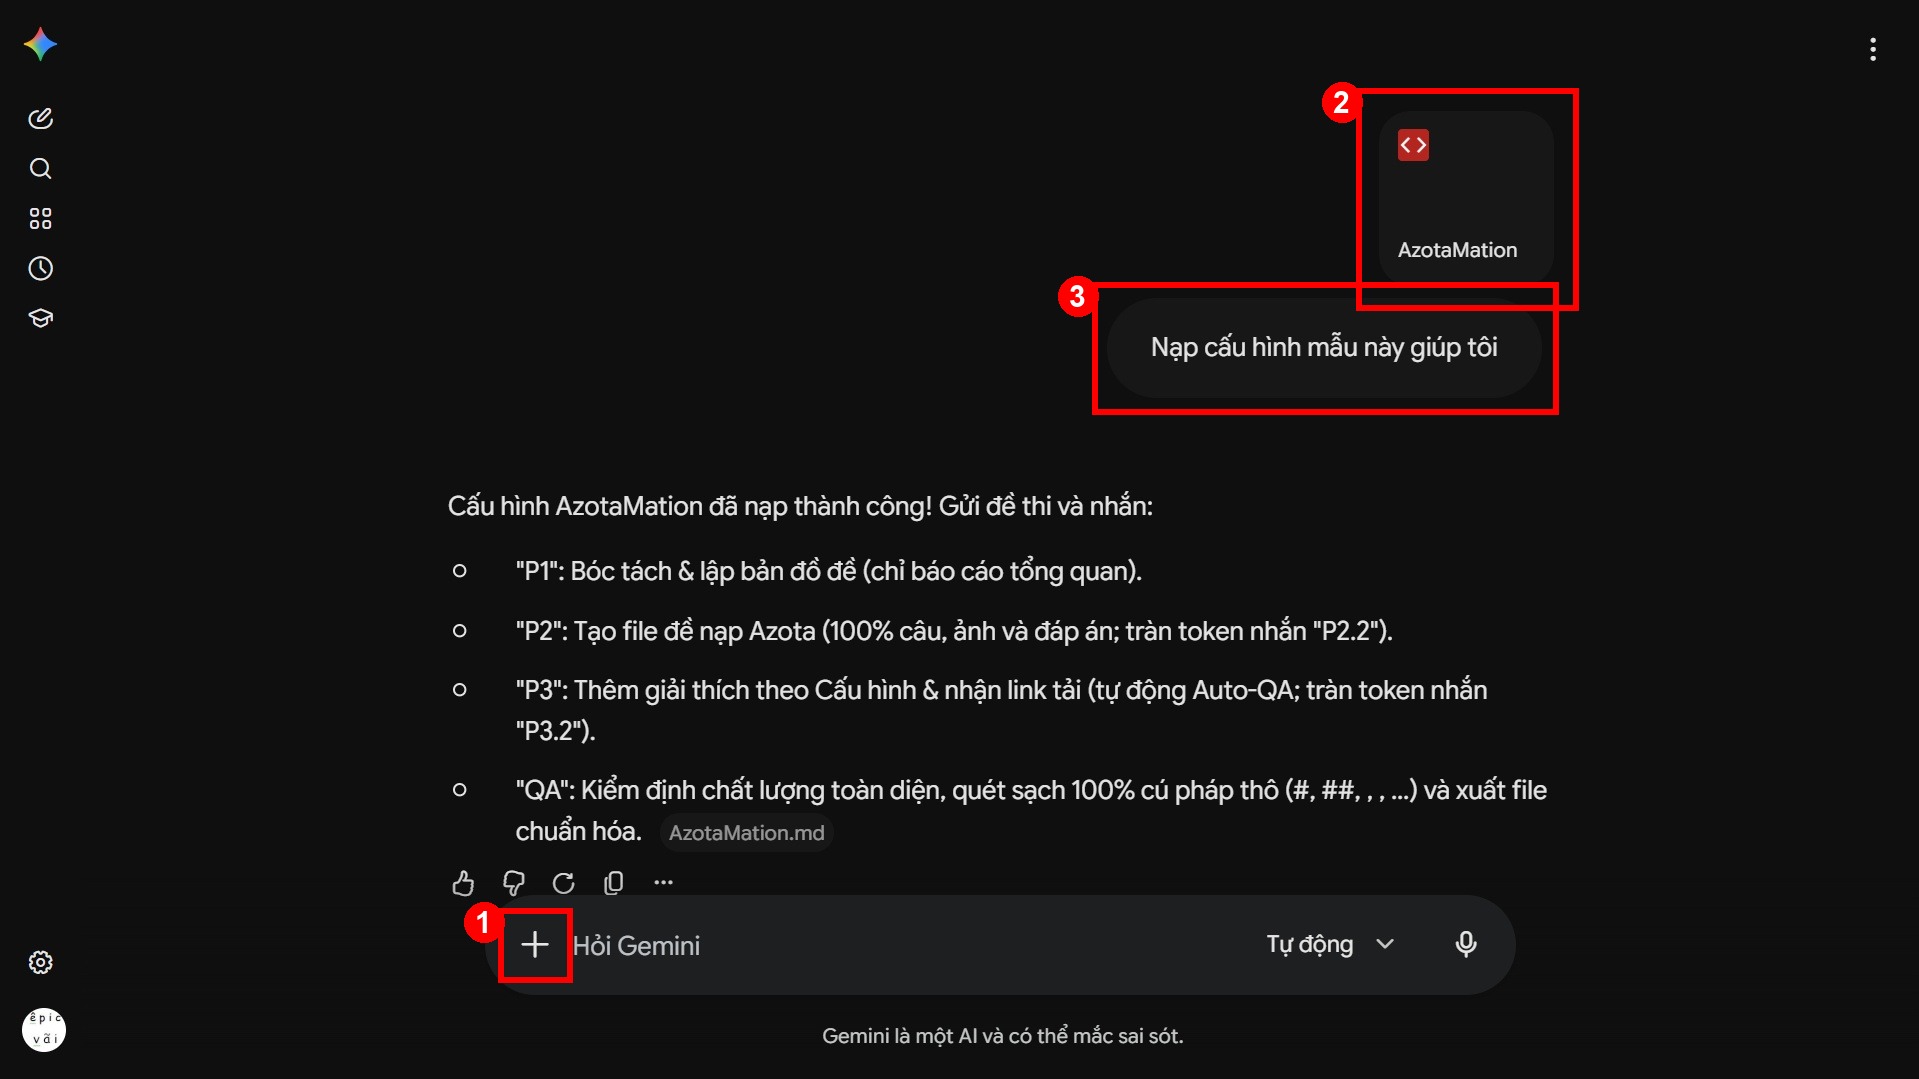 2
< >
AzotaMation
3
Nạp cấu hình mẫu này giúp tôi
Cấu hình AzotaMation đã nạp thành công! Gửi đề thi và nhắn:
"P1": Bóc tách & lập bản đồ đề (chỉ báo cáo tổng quan).
"P2": Tạo file đề nạp Azota (100% câu, ảnh và đáp án; tràn token nhắn "P2.2").
"P3": Thêm giải thích theo Cấu hình & nhận link tải (tự động Auto-QA; tràn token nhắn
"P3.2").
"QA": Kiểm định chất lượng toàn diện, quét sạch 100% cú pháp thô (#, ##, , , ...) và xuất file
chuẩn hóa. AzotaMation.md
1
Hỏi Gemini
Tự động
êpic
vãi
Gemini là một AI và có thể mắc sai sót.